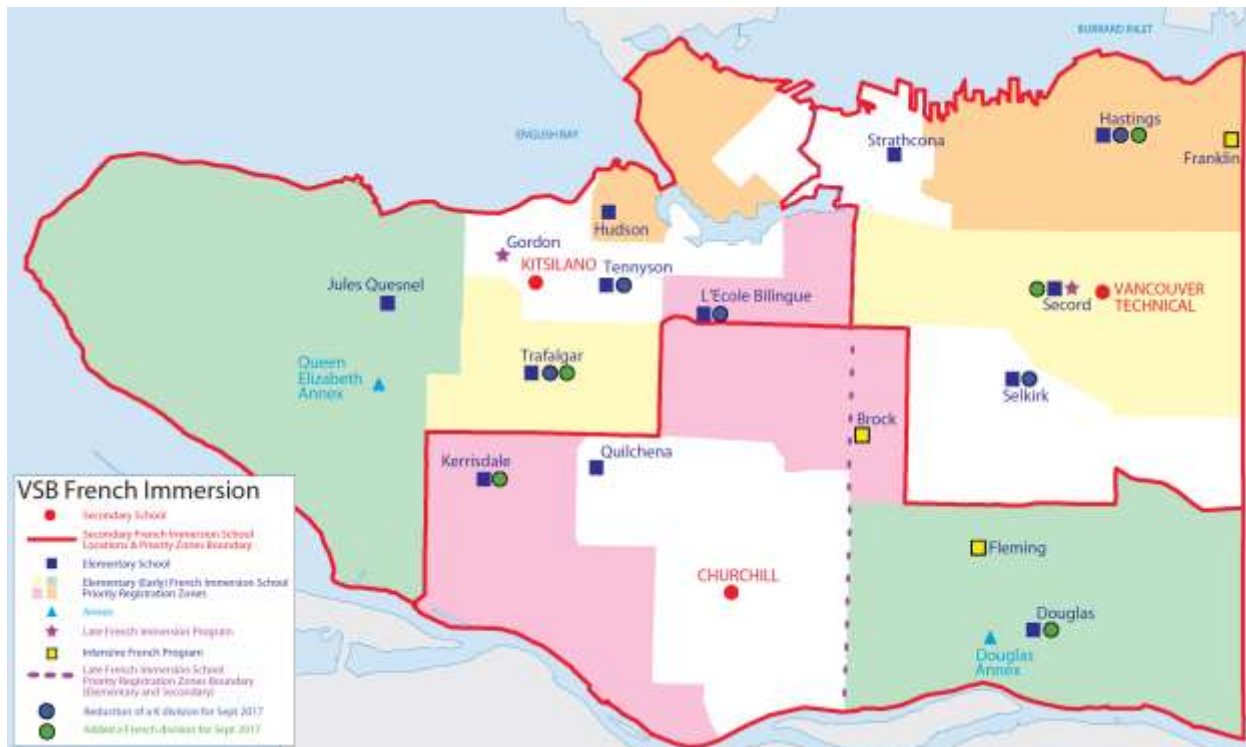 BURRARD INLET
ENGLISH BAY
Hastings
Strathcona
Franklin
Hudson
Gordon
KITSILANO
Tennyson
Jules Quesnel
L'Ecole Bilingue
VANCOUVER
TECHNICAL
Secord
Queen
Elizabeth
Annex
Trafalgar
Selkirk
Brock
Kerrisdale
Quilchena
Fleming
CHURCHILL
Douglas
Douglas
Annex
VSB French Immersion
Secondary School
Secondary French Immersion School
Locations & Priority Zones Boundary
Elementary School
Elementary (Early) French Immersion School
Priority Registration Zones
Annex
Late French Immersion Program
Intensive French Program
Late French Immersion School
Priority Registration Zones Boundary
(Elementary and Secondary)
Reduction of a K division for Sept 2017
Added a French division for Sept 2017